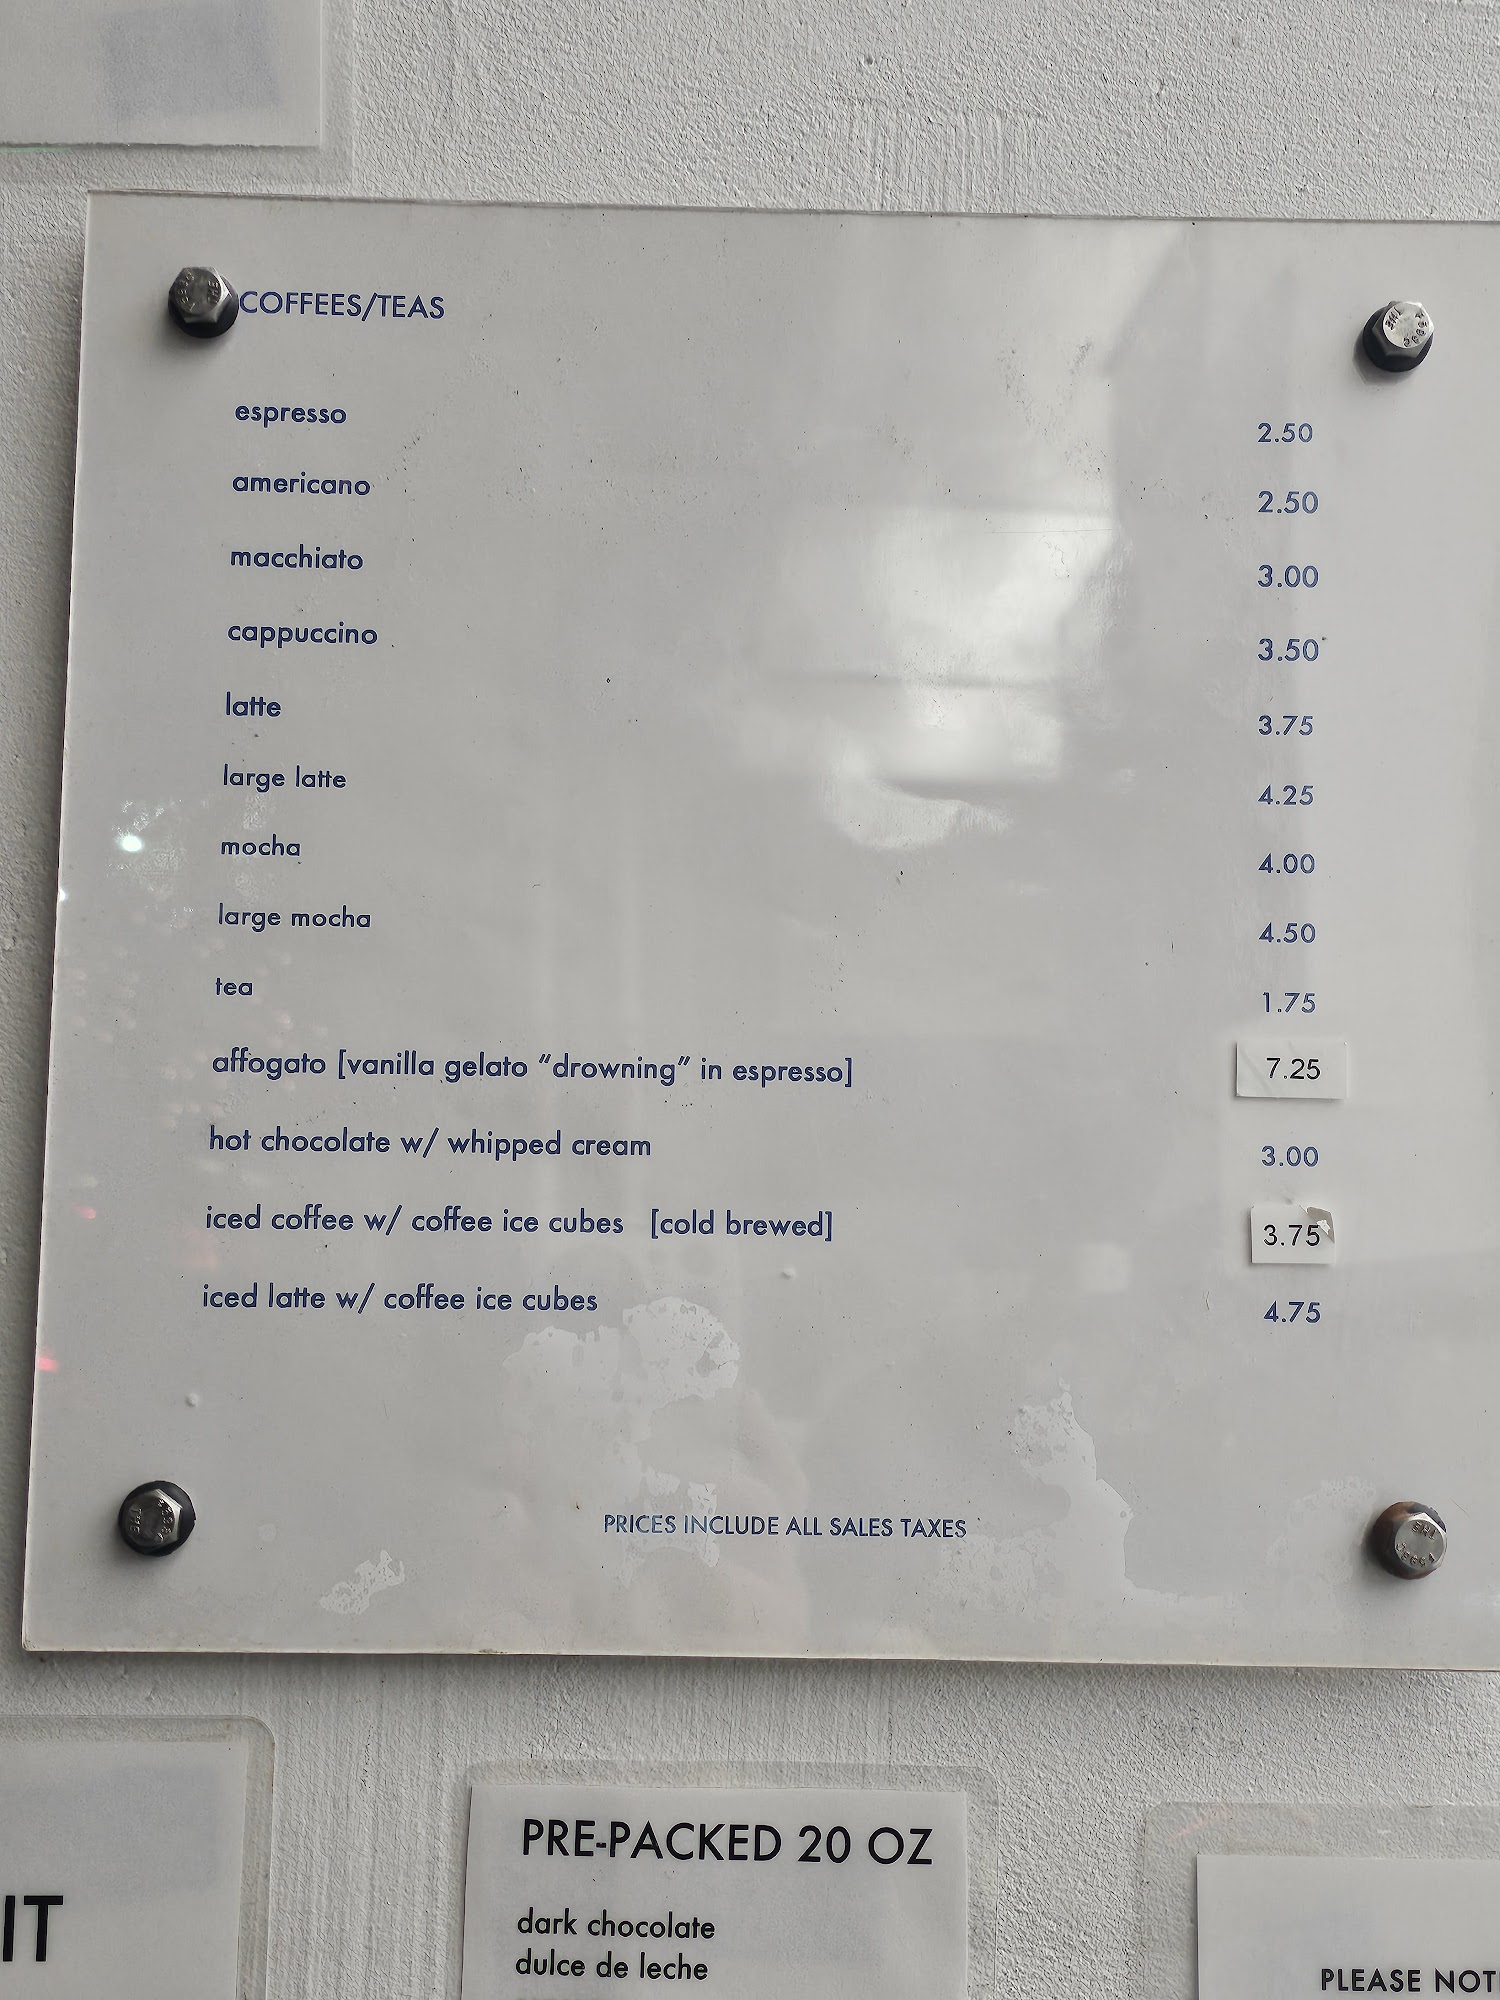 COFFEES/TEAS
espresso 2.50
americano 2.50
macchiato 3.00
cappuccino 3.50
latte 3.75
large latte 4.25
mocha 4.00
large mocha 4.50
tea 1.75
affogato [vanilla gelato “drowning” in espresso] 7.25
hot chocolate w/ whipped cream 3.00
iced coffee w/ coffee ice cubes [cold brewed] 3.75
iced latte w/ coffee ice cubes 4.75
PRICES INCLUDE ALL SALES TAXES
IT
PRE-PACKED 20 OZ
dark chocolate
dulce de leche
PLEASE NOT